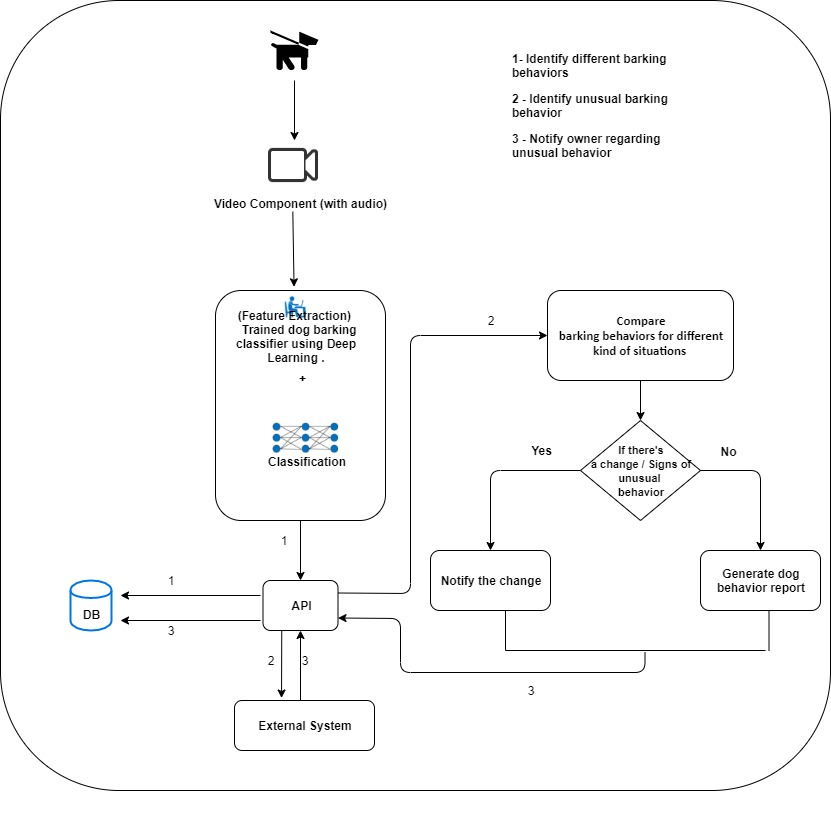 1- Identify different barking
behaviors
2 - Identify unusual barking
behavior
3 - Notify owner regarding
unusual behavior
Video Component (with audio)
(Feature Extraction)
Trained dog barking
classifier using Deep
Learning .
+
Classification
2
Compare
barking behaviors for different
kind of situations
If there's
a change / Signs of
unusual
behavior
Yes
No
1
Notify the change
Generate dog
behavior report
1
API
DB
3
2
3
3
External System